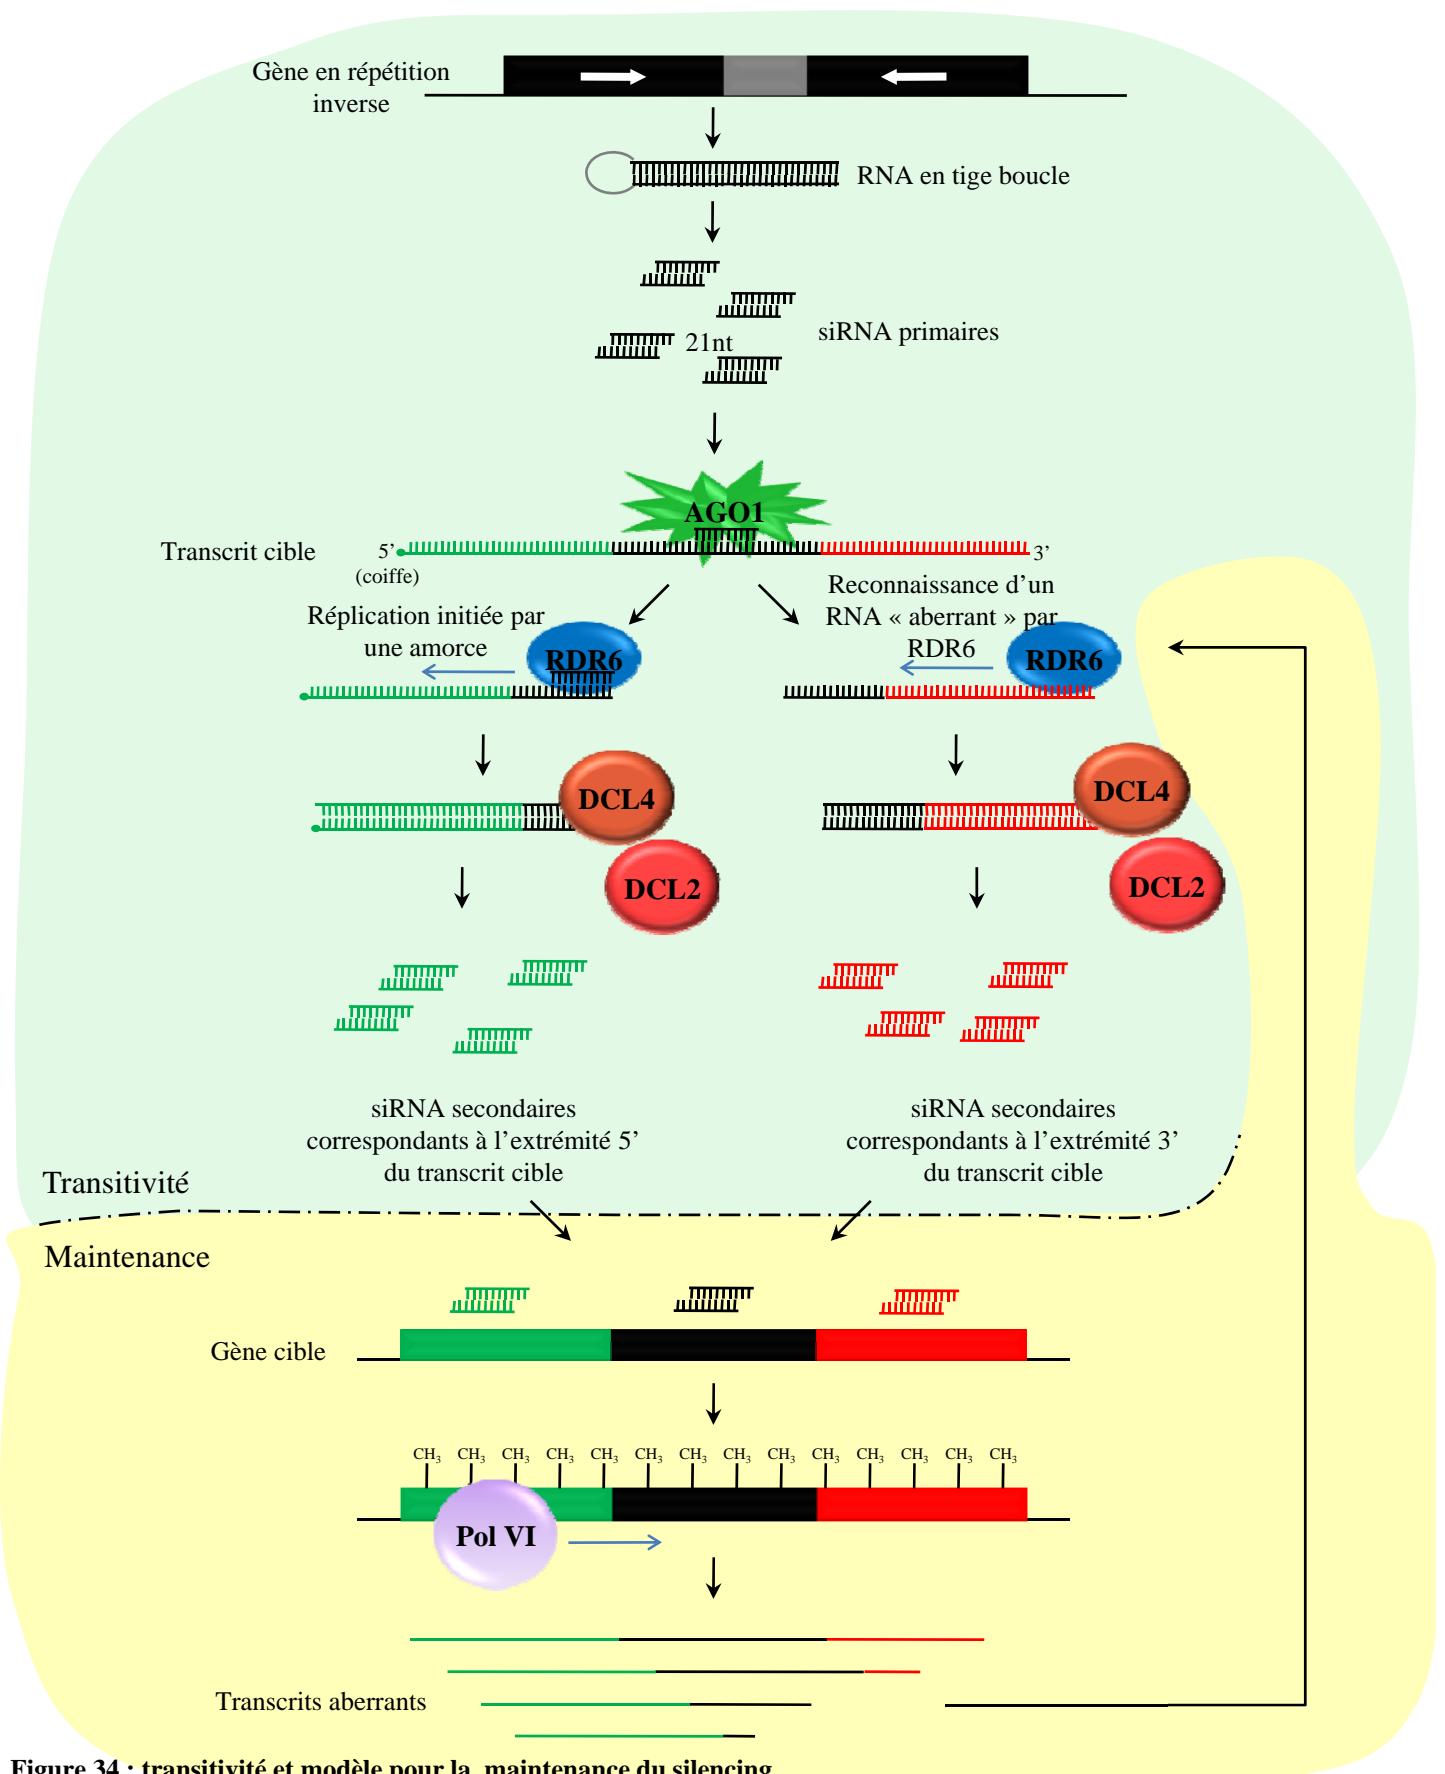 Gène en répétition
inverse
RNA en tige boucle
21nt
siRNA primaires
AGO1
Transcrit cible
5’
(coiffe)
3’
Réplication initiée par
une amorce
RDR6
Reconnaissance d’un
RNA « aberrant » par
RDR6
RDR6
DCL4
DCL2
DCL4
DCL2
siRNA secondaires
correspondants à l’extrémité 5’
du transcrit cible
siRNA secondaires
correspondants à l’extrémité 3’
du transcrit cible
Transitivité
Maintenance
Gène cible
CH₃ CH₃ CH₃ CH₃ CH₃ CH₃ CH₃ CH₃ CH₃ CH₃ CH₃ CH₃ CH₃ CH₃
Pol VI
Transcrits aberrants
Figure 34 : transitivité et modèle pour la maintenance du silencing